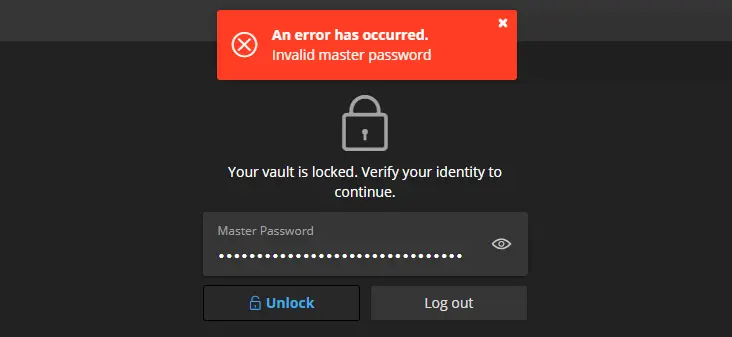 An error has occurred.
Invalid master password
Your vault is locked. Verify your identity to
continue.
Master Password
Unlock
Log out